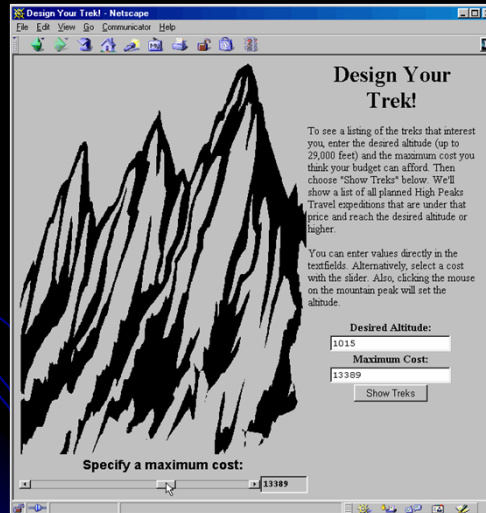 Design Your Trek! - Netscape
File Edit View Go Communicator Help
Design Your
Trek!
To see a listing of the treks that interest
you, enter the desired altitude (up to
29,000 feet) and the maximum cost you
think your budget can afford. Then
choose "Show Treks" below. We'll
show a list of all planned High Peaks
Travel expeditions that are under that
price and reach the desired altitude or
higher.
You can enter values directly in the
textfields. Alternatively, select a cost
with the slider. Also, clicking the mouse
on the mountain peak will set the
altitude.
Desired Altitude:
1015
Maximum Cost:
13389
Show Treks
Specify a maximum cost:
13389